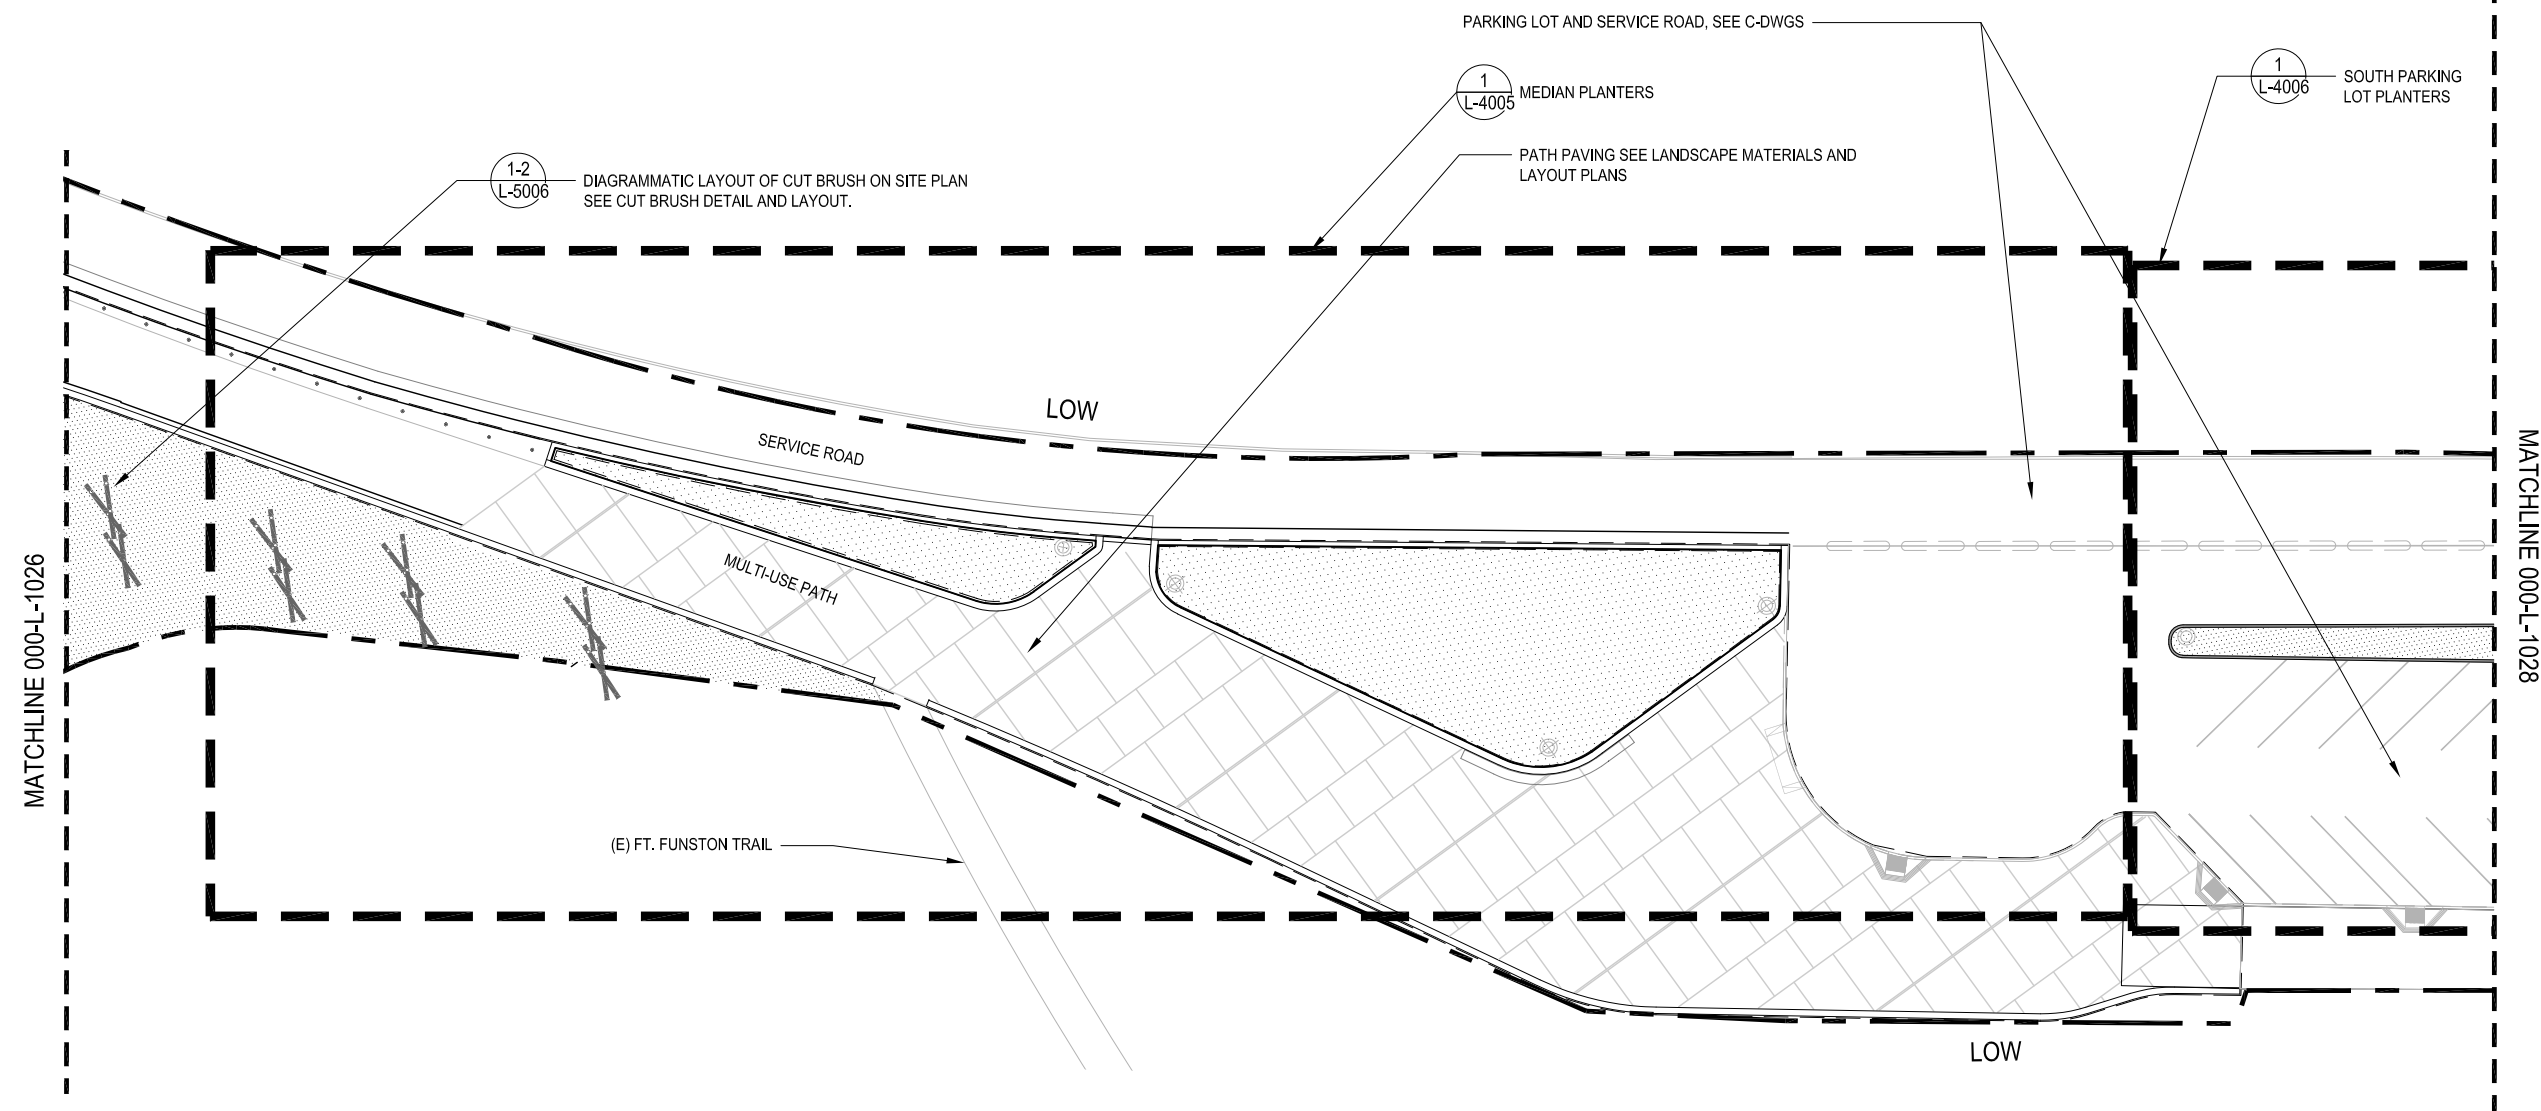 PARKING LOT AND SERVICE ROAD, SEE C-DWGS
1
L-4005
MEDIAN PLANTERS
1
L-4006
SOUTH PARKING
LOT PLANTERS
PATH PAVING SEE LANDSCAPE MATERIALS AND
LAYOUT PLANS
1-2
L-5006
DIAGRAMMATIC LAYOUT OF CUT BRUSH ON SITE PLAN
SEE CUT BRUSH DETAIL AND LAYOUT.
LOW
SERVICE ROAD
MULTI-USE PATH
MATCHLINE 000-L-1026
MATCHLINE 000-L-1028
(E) FT. FUNSTON TRAIL
LOW